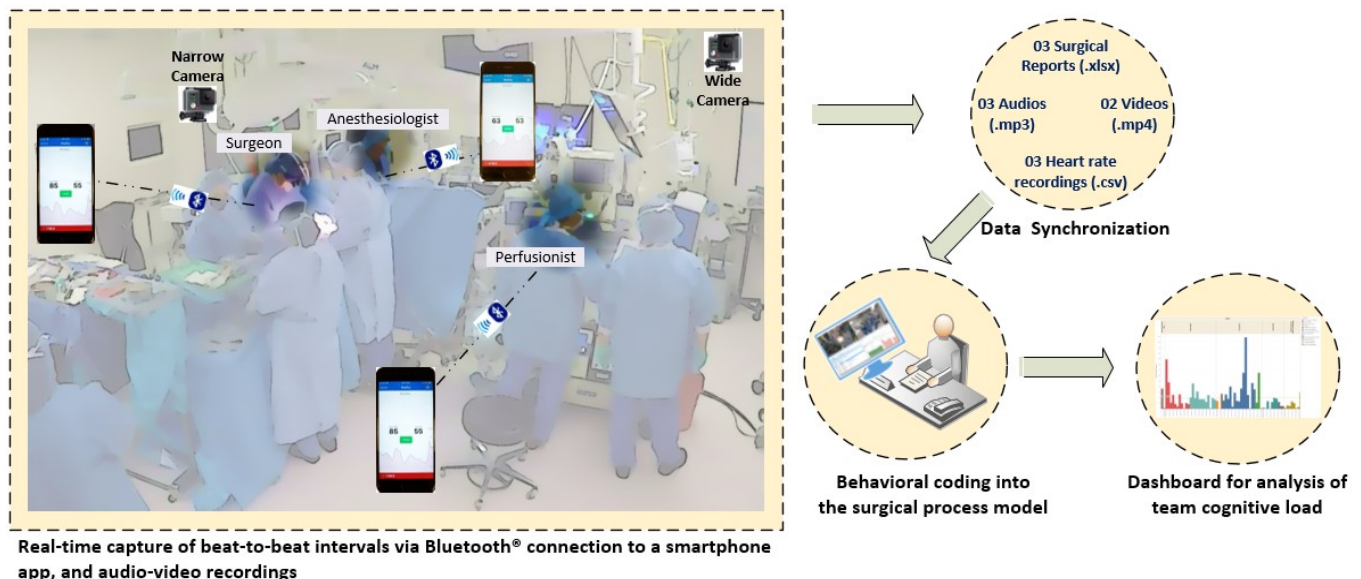 Narrow
Camera
Wide
Camera
Anesthesiologist
Surgeon
63 53
85 55
Perfusionist
85 55
Real-time capture of beat-to-beat intervals via Bluetooth® connection to a smartphone
app, and audio-video recordings
03 Surgical
Reports (.xlsx)
03 Audios
(.mp3)
02 Videos
(.mp4)
03 Heart rate
recordings (.csv)
Data Synchronization
Behavioral coding into
the surgical process model
Dashboard for analysis of
team cognitive load